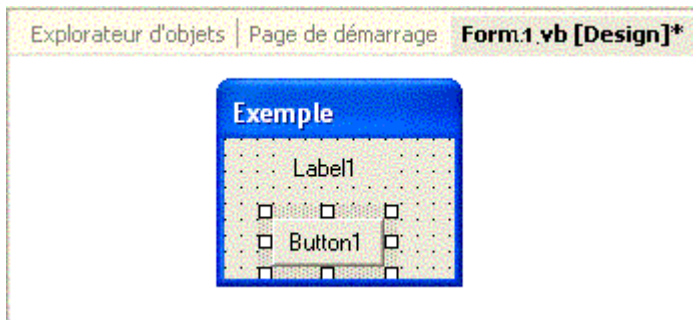 Explorateur d'objets | Page de démarrage Form1.vb [Design]*
Exemple
Label1
Button1